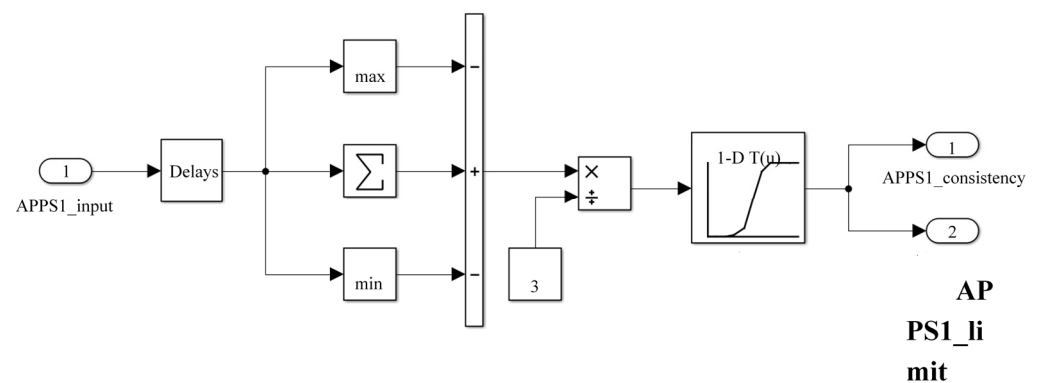 max
−
1
APPS1_input
Delays
∑
+
×
÷
1-D T(u)
1
APPS1_consistency
2
min
−
3
AP
PS1_li
mit